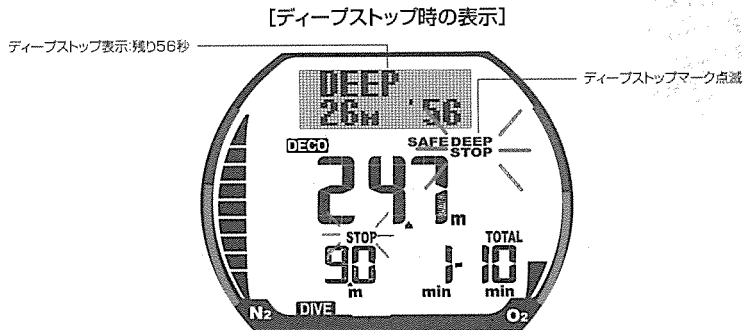 [ディープストップ時の表示]
ディープストップ表示:残り56秒
ディープストップマーク点滅
DEEP
26M '56
DECO
SAFE DEEP STOP
24.7 m
STOP
TOTAL
9.0 m
1- min
10 min
N2
DIVE
O2